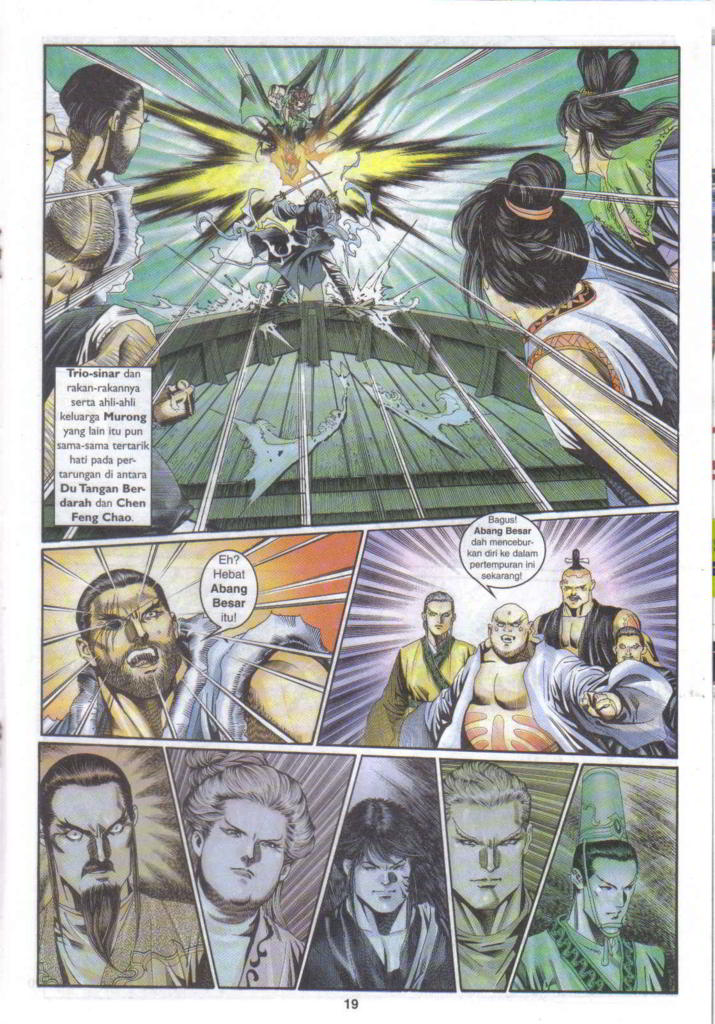 Trio-sinar dan
rakan-rakannya
serta ahli-ahli
keluarga Murong
yang lain itu pun
sama-sama tertarik
hati pada per-
tarungan di antara
Du Tangan Ber-
darah dan Chen
Feng Chao.
Eh?
Hebat
Abang
Besar
itu!
Bagus!
Abang Besar
dah mencebur-
kan diri ke dalam
pertempuran ini
sekarang!
19